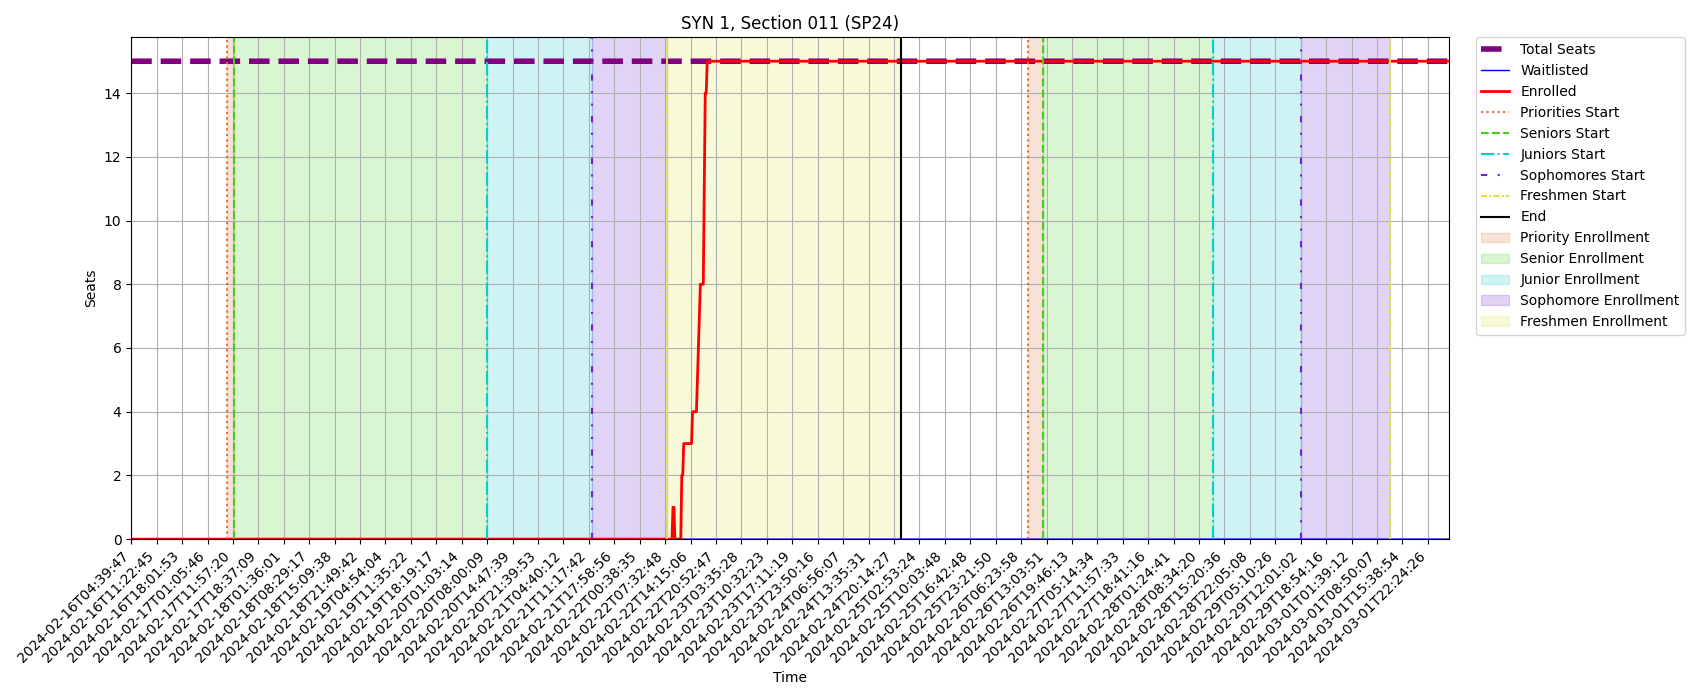 SYN 1, Section 011 (SP24)
Seats
14
12
10
8
6
4
2
0
2024-02-16T04:39:47
2024-02-16T11:22:45
2024-02-16T18:01:53
2024-02-17T01:05:46
2024-02-17T11:57:20
2024-02-17T18:37:09
2024-02-18T01:36:01
2024-02-18T08:29:17
2024-02-18T15:09:38
2024-02-18T21:49:42
2024-02-19T04:54:04
2024-02-19T11:35:22
2024-02-19T18:19:17
2024-02-20T01:03:14
2024-02-20T08:00:09
2024-02-20T14:47:39
2024-02-20T21:39:53
2024-02-21T04:40:12
2024-02-21T11:17:42
2024-02-21T17:58:56
2024-02-22T00:38:35
2024-02-22T07:32:48
2024-02-22T14:15:06
2024-02-22T20:52:47
2024-02-23T03:35:28
2024-02-23T10:32:23
2024-02-23T17:11:19
2024-02-23T23:50:16
2024-02-24T06:56:07
2024-02-24T13:35:31
2024-02-24T20:14:27
2024-02-25T02:53:24
2024-02-25T10:03:48
2024-02-25T16:42:48
2024-02-25T23:21:50
2024-02-26T06:23:58
2024-02-26T13:03:51
2024-02-26T19:46:13
2024-02-27T05:14:34
2024-02-27T11:57:33
2024-02-27T18:41:16
2024-02-28T01:24:41
2024-02-28T08:34:20
2024-02-28T15:20:36
2024-02-28T22:05:08
2024-02-29T05:10:26
2024-02-29T12:01:02
2024-02-29T18:54:16
2024-03-01T01:39:12
2024-03-01T08:50:07
2024-03-01T15:38:54
2024-03-01T22:24:26
Time
Total Seats
Waitlisted
Enrolled
Priorities Start
Seniors Start
Juniors Start
Sophomores Start
Freshmen Start
End
Priority Enrollment
Senior Enrollment
Junior Enrollment
Sophomore Enrollment
Freshmen Enrollment